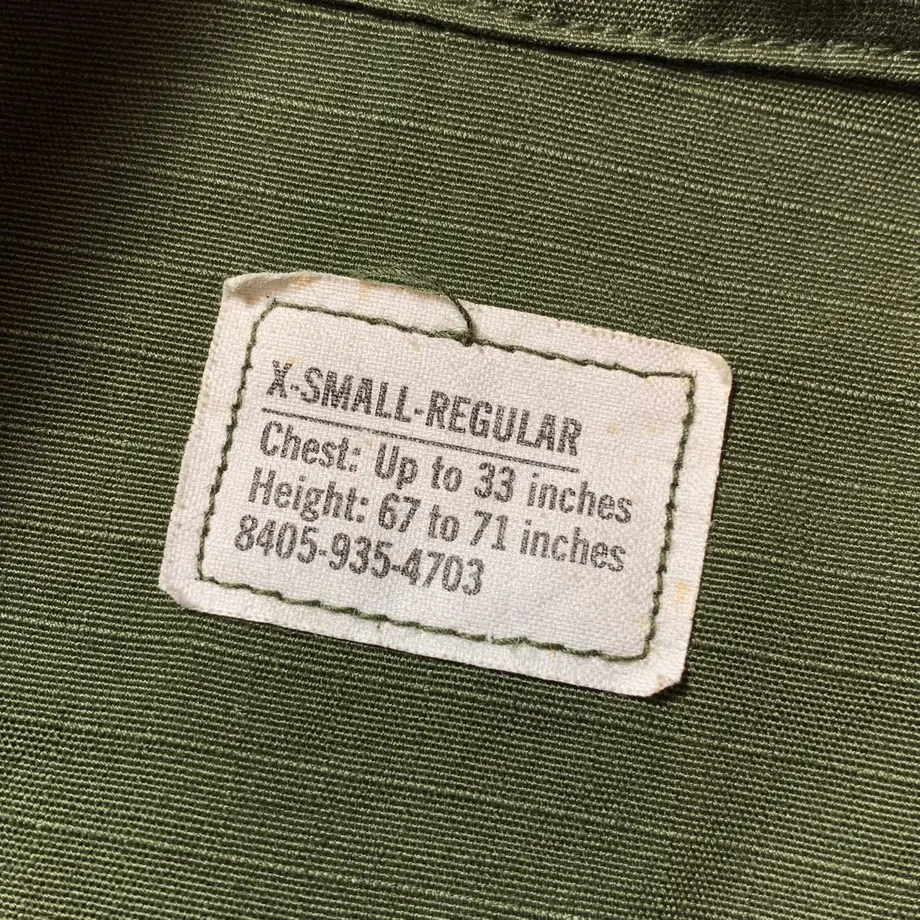 X-SMALL-REGULAR
Chest: Up to 33 inches
Height: 67 to 71 inches
8405-935-4703